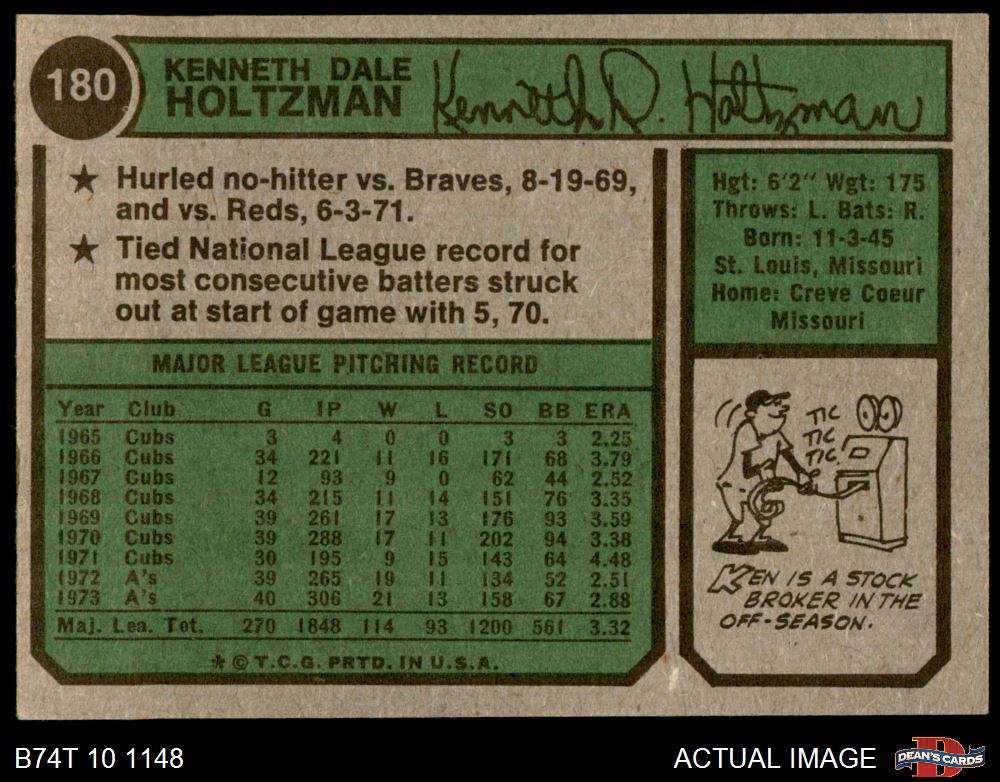 180
KENNETH DALE
HOLTZMAN
Kenneth D. Holtzman
★ Hurled no-hitter vs. Braves, 8-19-69,
and vs. Reds, 6-3-71.
★ Tied National League record for
most consecutive batters struck
out at start of game with 5, 70.
Hgt: 6'2" Wgt: 175
Throws: L. Bats: R.
Born: 11-3-45
St. Louis, Missouri
Home: Creve Coeur
Missouri
MAJOR LEAGUE PITCHING RECORD
Year Club G IP W L SO BB ERA
1965 Cubs 3 4 0 0 3 3 2.25
1966 Cubs 34 221 11 16 171 68 3.79
1967 Cubs 12 93 9 0 62 44 2.52
1968 Cubs 34 215 11 14 151 76 3.35
1969 Cubs 39 261 17 13 176 93 3.59
1970 Cubs 39 288 17 11 202 94 3.38
1971 Cubs 30 195 9 15 143 64 4.48
1972 A's 39 265 19 11 134 52 2.51
1973 A's 40 306 21 13 158 67 2.88
Maj. Lea. Tot. 270 1848 114 93 1200 561 3.32
* © T.C.G. PRTD. IN U.S.A.
TIC
TIC
TIC
KEN IS A STOCK
BROKER IN THE
OFF-SEASON.
B74T 10 1148
ACTUAL IMAGE
D
DEAN'S CARDS